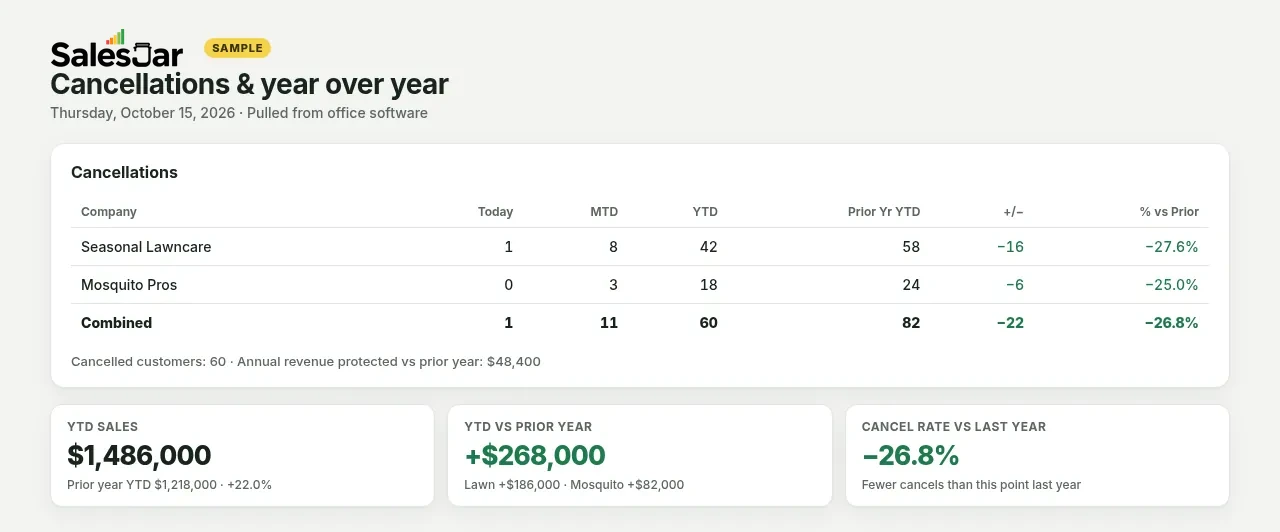 SalesJar SAMPLE
Cancellations & year over year
Thursday, October 15, 2026 · Pulled from office software
Cancellations
Company Today MTD YTD Prior Yr YTD +/− % vs Prior
Seasonal Lawncare 1 8 42 58 −16 −27.6%
Mosquito Pros 0 3 18 24 −6 −25.0%
Combined 1 11 60 82 −22 −26.8%
Cancelled customers: 60 · Annual revenue protected vs prior year: $48,400
YTD SALES
$1,486,000
Prior year YTD $1,218,000 · +22.0%
YTD VS PRIOR YEAR
+$268,000
Lawn +$186,000 · Mosquito +$82,000
CANCEL RATE VS LAST YEAR
−26.8%
Fewer cancels than this point last year